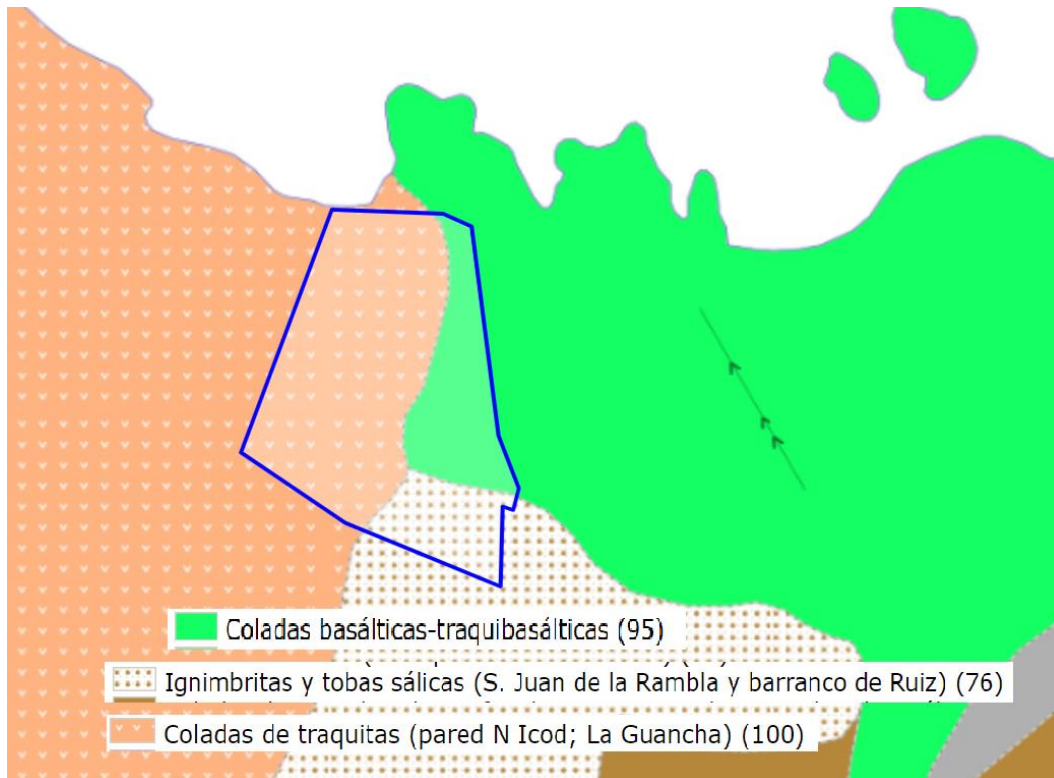 Coladas basálticas-traquibasálticas (95)
Ignimbritas y tobas sálicas (S. Juan de la Rambla y barranco de Ruiz) (76)
Coladas de traquitas (pared N Icod; La Guancha) (100)